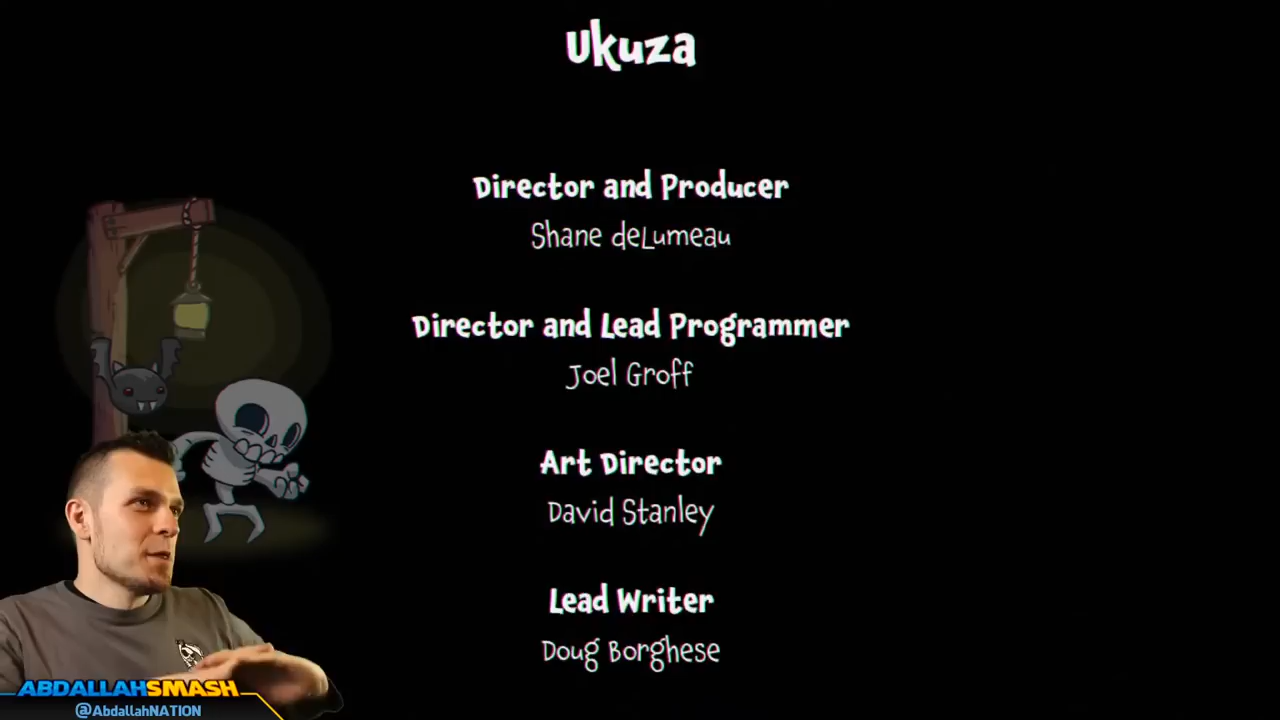 Ukuza
Director and Producer
Shane deLumeau
Director and Lead Programmer
Joel Groff
Art Director
David Stanley
Lead Writer
Doug Borghese
ABDALLAHSMASH
@AbdallahNATION